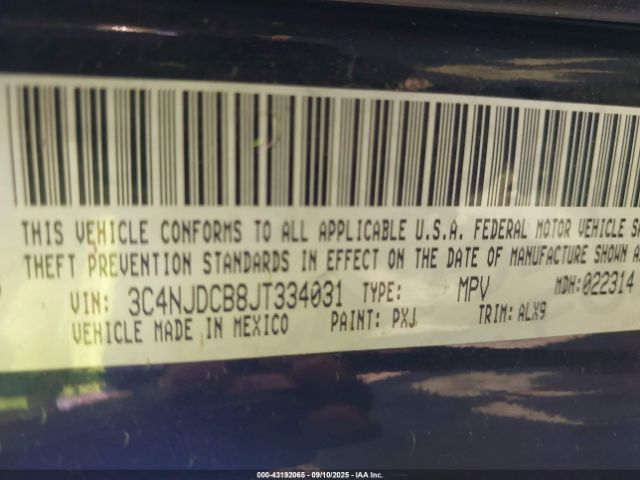 THIS VEHICLE CONFORMS TO ALL APPLICABLE U.S.A. FEDERAL MOTOR VEHICLE SA
THEFT PREVENTION STANDARDS IN EFFECT ON THE DATE OF MANUFACTURE SHOWN A
VIN: 3C4NJDCB8JT334031 TYPE: MPV MDH:022314
VEHICLE MADE IN MEXICO PAINT: PXJ TRIM: ALX9
000-43192065 - 09/10/2025 - IAA Inc.